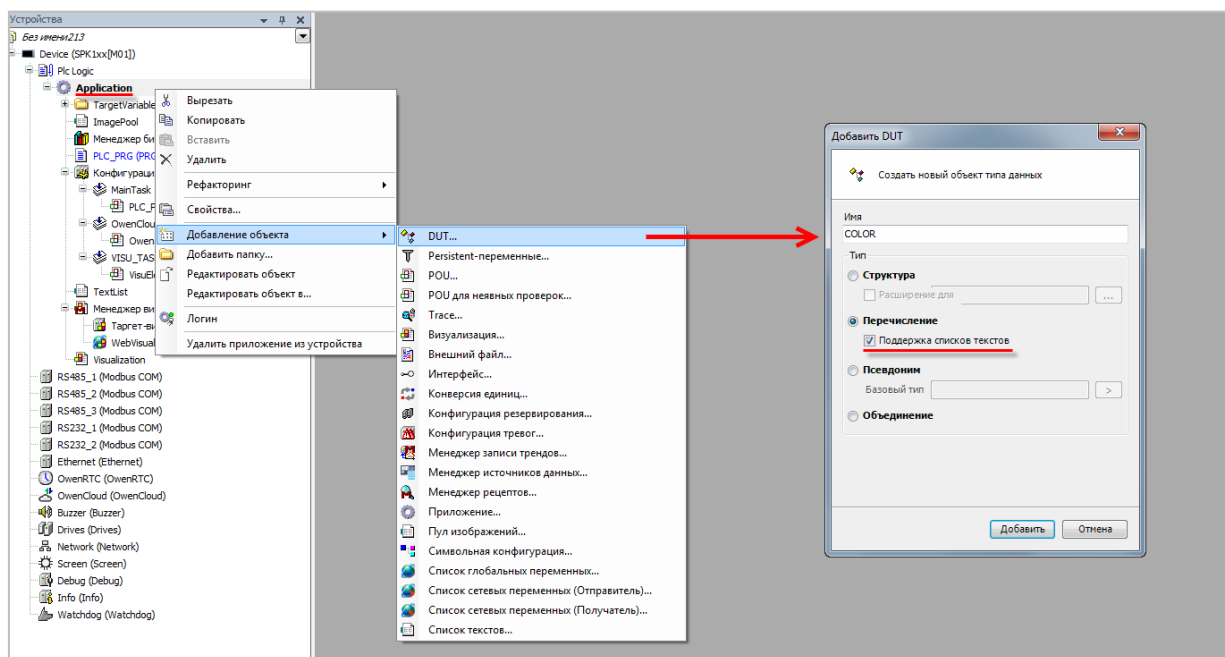 Устройства
Без имени213
Device (SPK1xx[M01])
Plc Logic
Application
TargetVariable
ImagePool
Менеджер би
PLC_PRG (PRG
Конфигураци
MainTask
PLC_P
OwenClou
Owen
VISU_TAS
VisuEl
TextList
Менеджер ви
Таргет-ви
WebVisual
Visualization
RS485_1 (Modbus COM)
RS485_2 (Modbus COM)
RS485_3 (Modbus COM)
RS232_1 (Modbus COM)
RS232_2 (Modbus COM)
Ethernet (Ethernet)
OwenRTC (OwenRTC)
OwenCloud (OwenCloud)
Buzzer (Buzzer)
Drives (Drives)
Network (Network)
Screen (Screen)
Debug (Debug)
Info (Info)
Watchdog (Watchdog)
Вырезать
Копировать
Вставить
Удалить
Рефакторинг
Свойства...
Добавление объекта
Добавить папку...
Редактировать объект
Редактировать объект в...
Логин
Удалить приложение из устройства
DUT...
Persistent-переменные...
POU...
POU для неявных проверок...
Trace...
Визуализация...
Внешний файл...
Интерфейс...
Конверсия единиц...
Конфигурация резервирования...
Конфигурация тревог...
Менеджер записи трендов...
Менеджер источников данных...
Менеджер рецептов...
Приложение...
Пул изображений...
Символьная конфигурация...
Список глобальных переменных...
Список сетевых переменных (Отправитель)...
Список сетевых переменных (Получатель)...
Список текстов...
Добавить DUT
Создать новый объект типа данных
Имя
COLOR
Тип
Структура
Расширение для
...
Перечисление
Поддержка списков текстов
Псевдоним
Базовый тип
>
Объединение
Добавить
Отмена